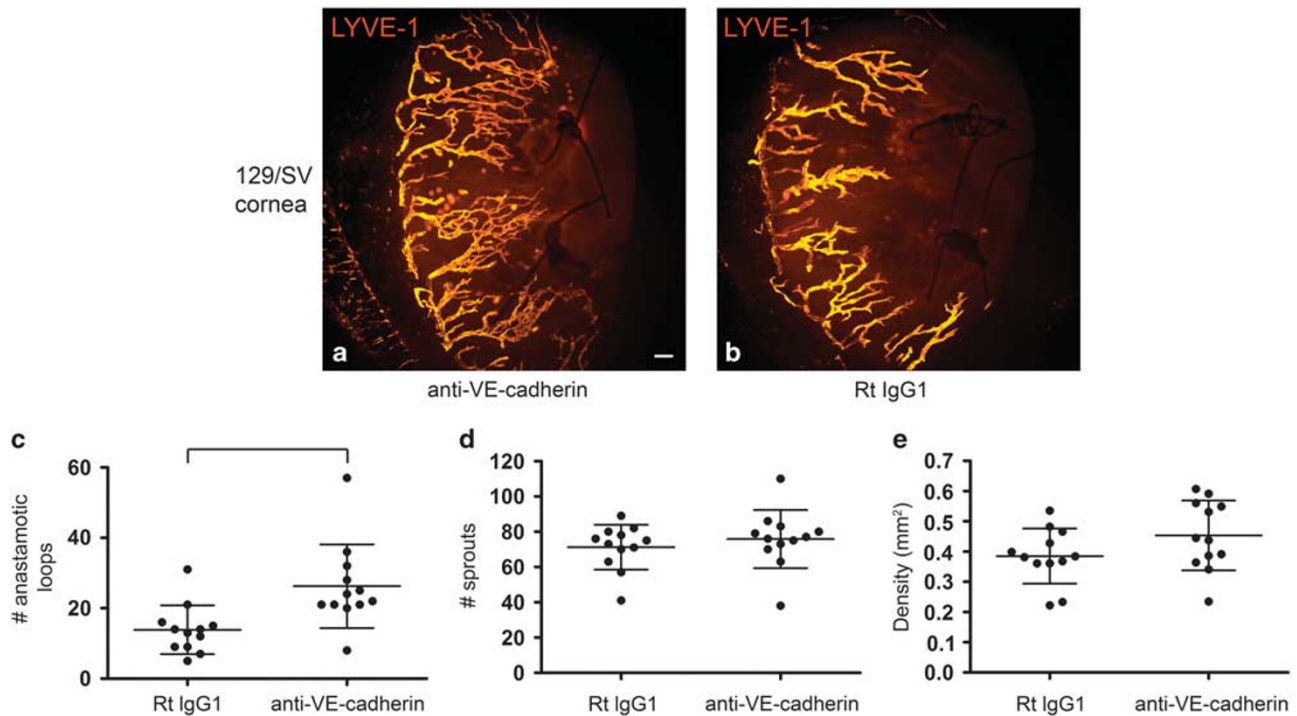 LYVE-1
LYVE-1
129/SV
cornea
a
b
anti-VE-cadherin
Rt IgG1
c
# anastamotic
loops
60
40
20
0
Rt IgG1
anti-VE-cadherin
d
# sprouts
120
100
80
60
40
20
0
Rt IgG1
anti-VE-cadherin
e
Density (mm²)
0.7
0.6
0.5
0.4
0.3
0.2
0.1
0.0
Rt IgG1
anti-VE-cadherin